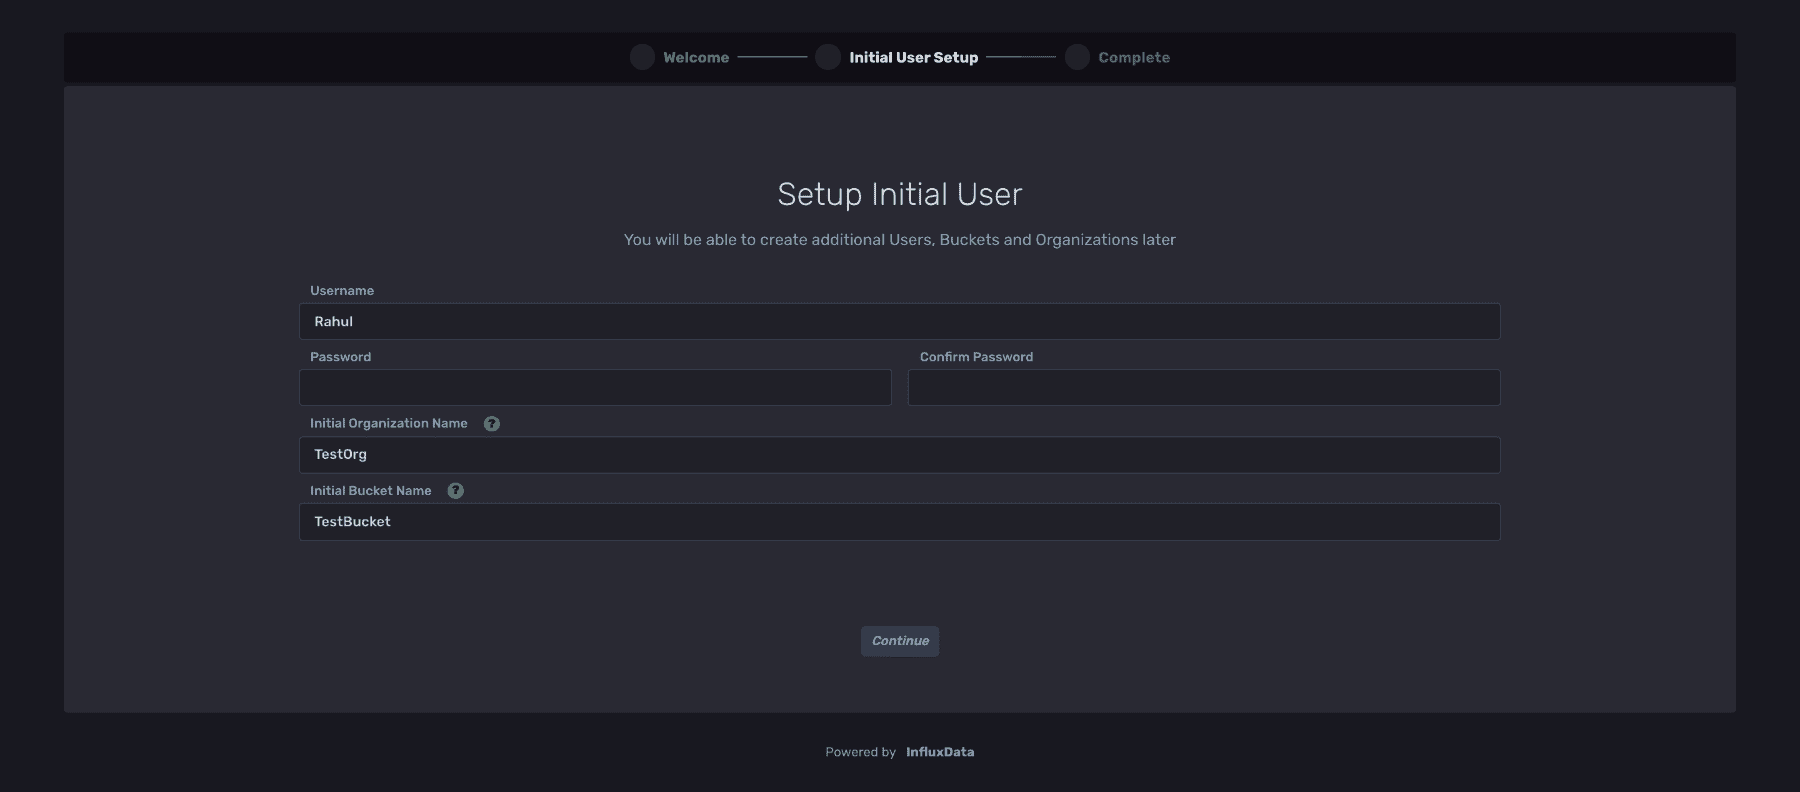 Welcome Initial User Setup Complete
Setup Initial User
You will be able to create additional Users, Buckets and Organizations later
Username
Rahul
Password Confirm Password
Initial Organization Name ?
TestOrg
Initial Bucket Name ?
TestBucket
Continue
Powered by InfluxData